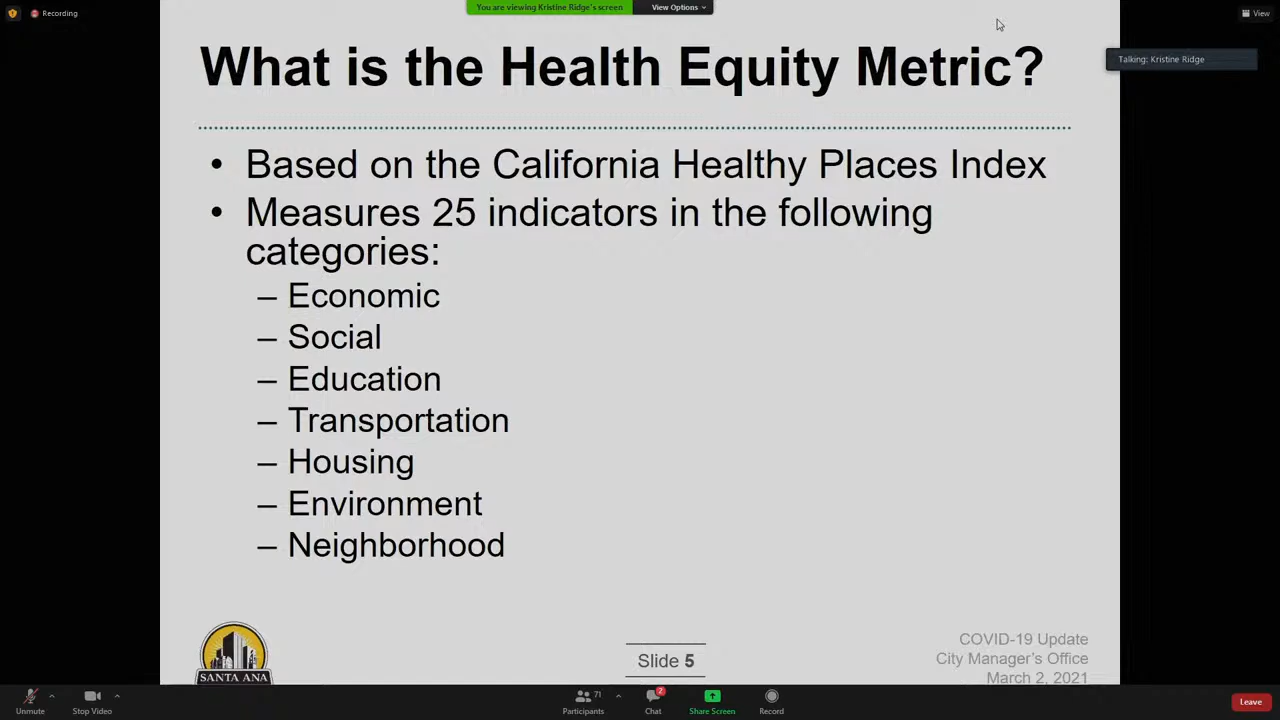 Recording
You are viewing Kristine Ridge's screen
View Options
View
Talking: Kristine Ridge
What is the Health Equity Metric?
• Based on the California Healthy Places Index
• Measures 25 indicators in the following
categories:
– Economic
– Social
– Education
– Transportation
– Housing
– Environment
– Neighborhood
SANTA ANA
Slide 5
COVID-19 Update
City Manager's Office
March 2, 2021
Unmute
Stop Video
71
Participants
2
Chat
Share Screen
Record
Leave